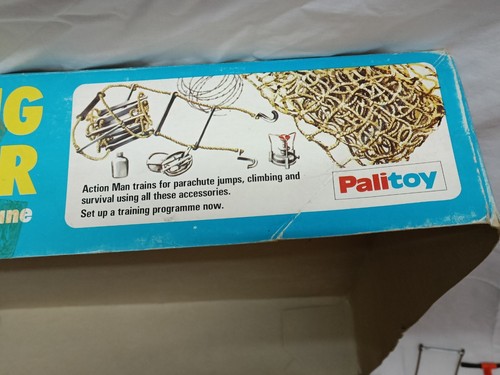 Action Man trains for parachute jumps, climbing and
survival using all these accessories.
Set up a training programme now.
Palitoy